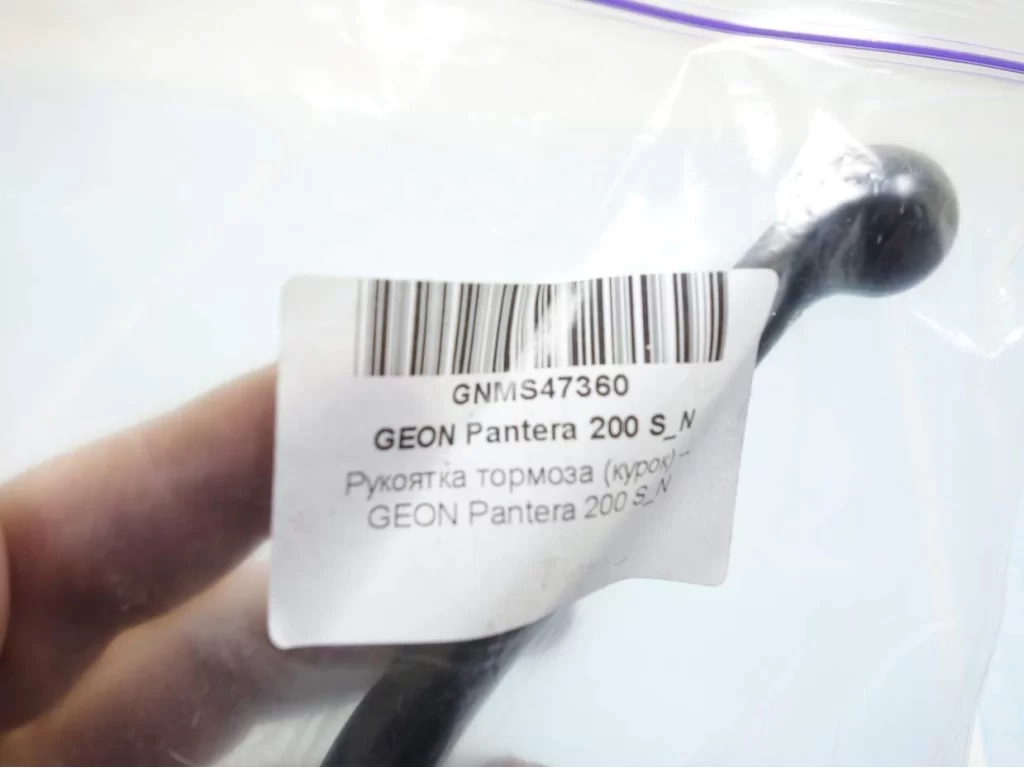 GNMS47360
GEON Pantera 200 S_N
Рукоятка тормоза (курок) --
GEON Pantera 200 S_N